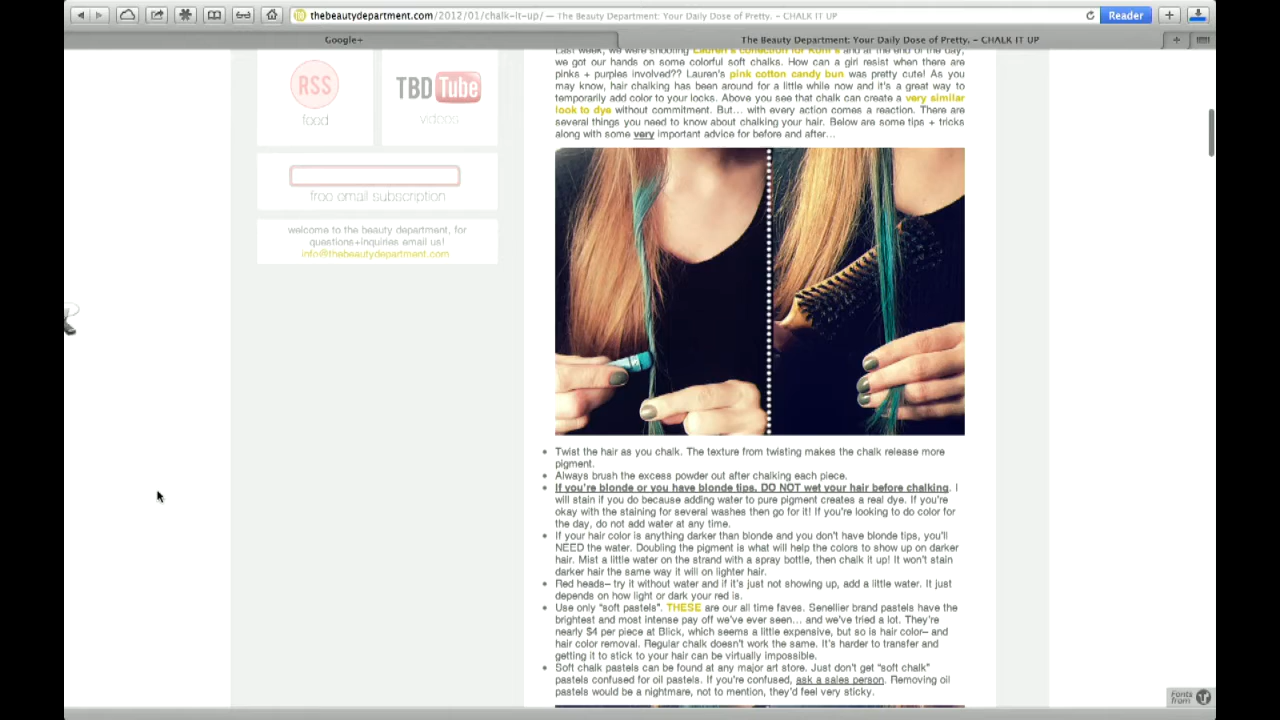 thebeautydepartment.com/2012/01/chalk-it-up/ — The Beauty Department: Your Daily Dose of Pretty. – CHALK IT UP
Reader
Google+
The Beauty Department: Your Daily Dose of Pretty. – CHALK IT UP
RSS
food
TBD Tube
videos
free email subscription
welcome to the beauty department, for
questions+inquiries email us!
info@thebeautydepartment.com
Last week, we were shooting Lauren's collection for Kohl's and at the end of the day,
we got our hands on some colorful soft chalks. How can a girl resist when there are
pinks + purples involved?? Lauren's pink cotton candy bun was pretty cute! As you
may know, hair chalking has been around for a little while now and it's a great way to
temporarily add color to your locks. Above you see that chalk can create a very similar
look to dye without commitment. But… with every action comes a reaction. There are
several things you need to know about chalking your hair. Below are some tips + tricks
along with some very important advice for before and after…
Twist the hair as you chalk. The texture from twisting makes the chalk release more
pigment.
Always brush the excess powder out after chalking each piece.
If you're blonde or you have blonde tips, DO NOT wet your hair before chalking. I
will stain if you do because adding water to pure pigment creates a real dye. If you're
okay with the staining for several washes then go for it! If you're looking to do color for
the day, do not add water at any time.
If your hair color is anything darker than blonde and you don't have blonde tips, you'll
NEED the water. Doubling the pigment is what will help the colors to show up on darker
hair. Mist a little water on the strand with a spray bottle, then chalk it up! It won't stain
darker hair the same way it will on lighter hair.
Red heads– try it without water and if it's just not showing up, add a little water. It just
depends on how light or dark your red is.
Use only "soft pastels". THESE are our all time faves. Senellier brand pastels have the
brightest and most intense pay off we've ever seen… and we've tried a lot. They're
nearly $4 per piece at Blick, which seems a little expensive, but so is hair color– and
hair color removal. Regular chalk doesn't work the same. It's harder to transfer and
getting it to stick to your hair can be virtually impossible.
Soft chalk pastels can be found at any major art store. Just don't get "soft chalk"
pastels confused for oil pastels. If you're confused, ask a sales person. Removing oil
pastels would be a nightmare, not to mention, they'd feel very sticky.
Fonts
from